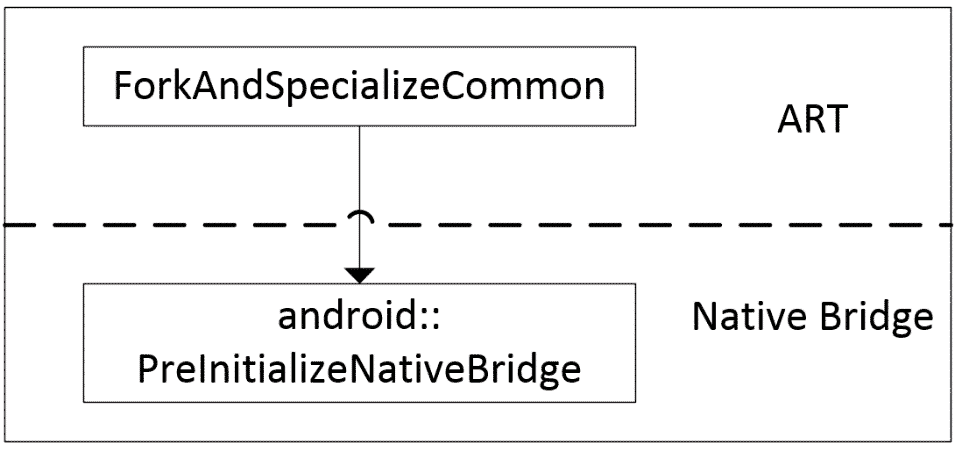 ForkAndSpecializeCommon
ART
android::
PreInitializeNativeBridge
Native Bridge